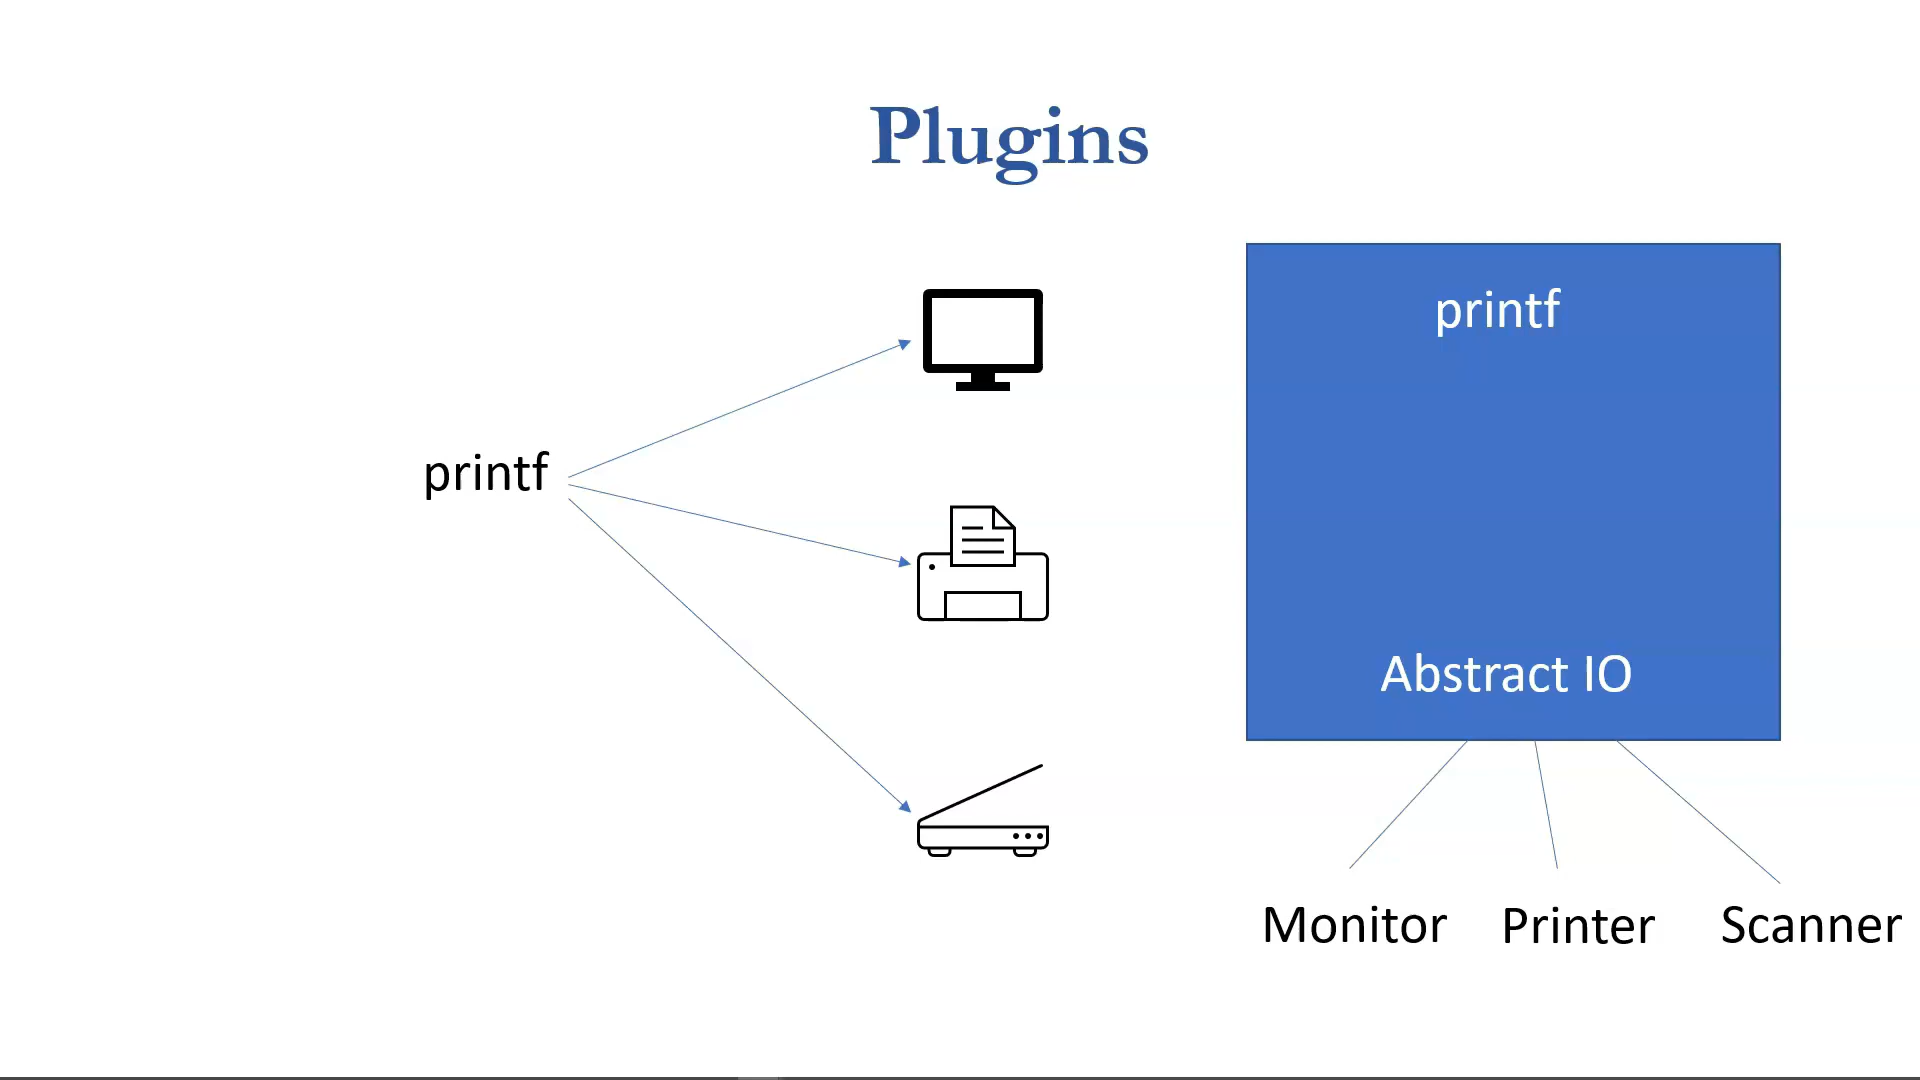 Plugins
printf
printf
Abstract IO
Monitor Printer Scanner